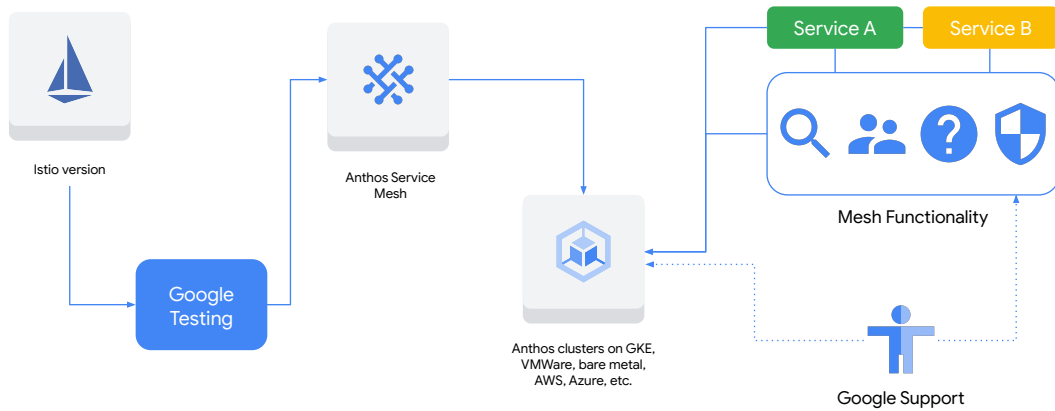 Service A
Service B
Istio version
Anthos Service
Mesh
Mesh Functionality
Google
Testing
Anthos clusters on GKE,
VMWare, bare metal,
AWS, Azure, etc.
Google Support